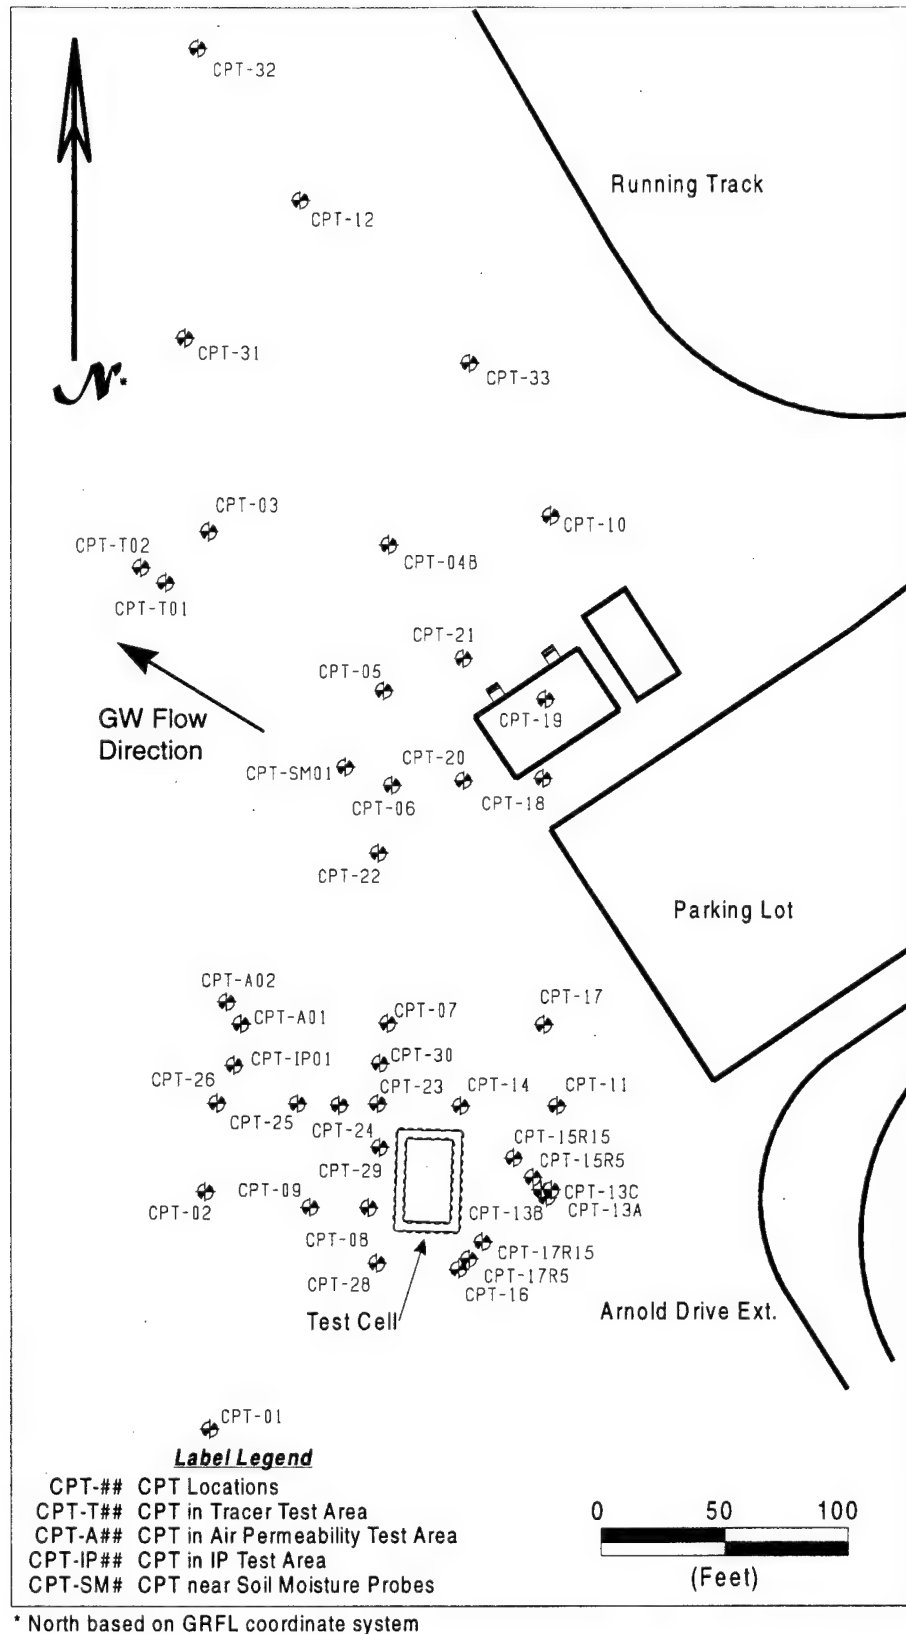 CPT-32
Running Track
CPT-12
CPT-31
CPT-33
N*
CPT-03
CPT-10
CPT-T02
CPT-04B
CPT-T01
CPT-21
CPT-05
GW Flow
Direction
CPT-19
CPT-20
CPT-SM01
CPT-06
CPT-18
CPT-22
Parking Lot
CPT-A02
CPT-A01
CPT-07
CPT-17
CPT-IP01
CPT-30
CPT-26
CPT-23
CPT-14
CPT-11
CPT-25
CPT-24
CPT-15R15
CPT-29
CPT-15R5
CPT-09
CPT-13C
CPT-02
CPT-13B
CPT-13A
CPT-08
CPT-17R15
CPT-28
CPT-17R5
CPT-16
Test Cell
Arnold Drive Ext.
CPT-01
Label Legend
CPT-## CPT Locations
CPT-T## CPT in Tracer Test Area
CPT-A## CPT in Air Permeability Test Area
CPT-IP## CPT in IP Test Area
CPT-SM# CPT near Soil Moisture Probes
0 50 100
(Feet)
* North based on GRFL coordinate system